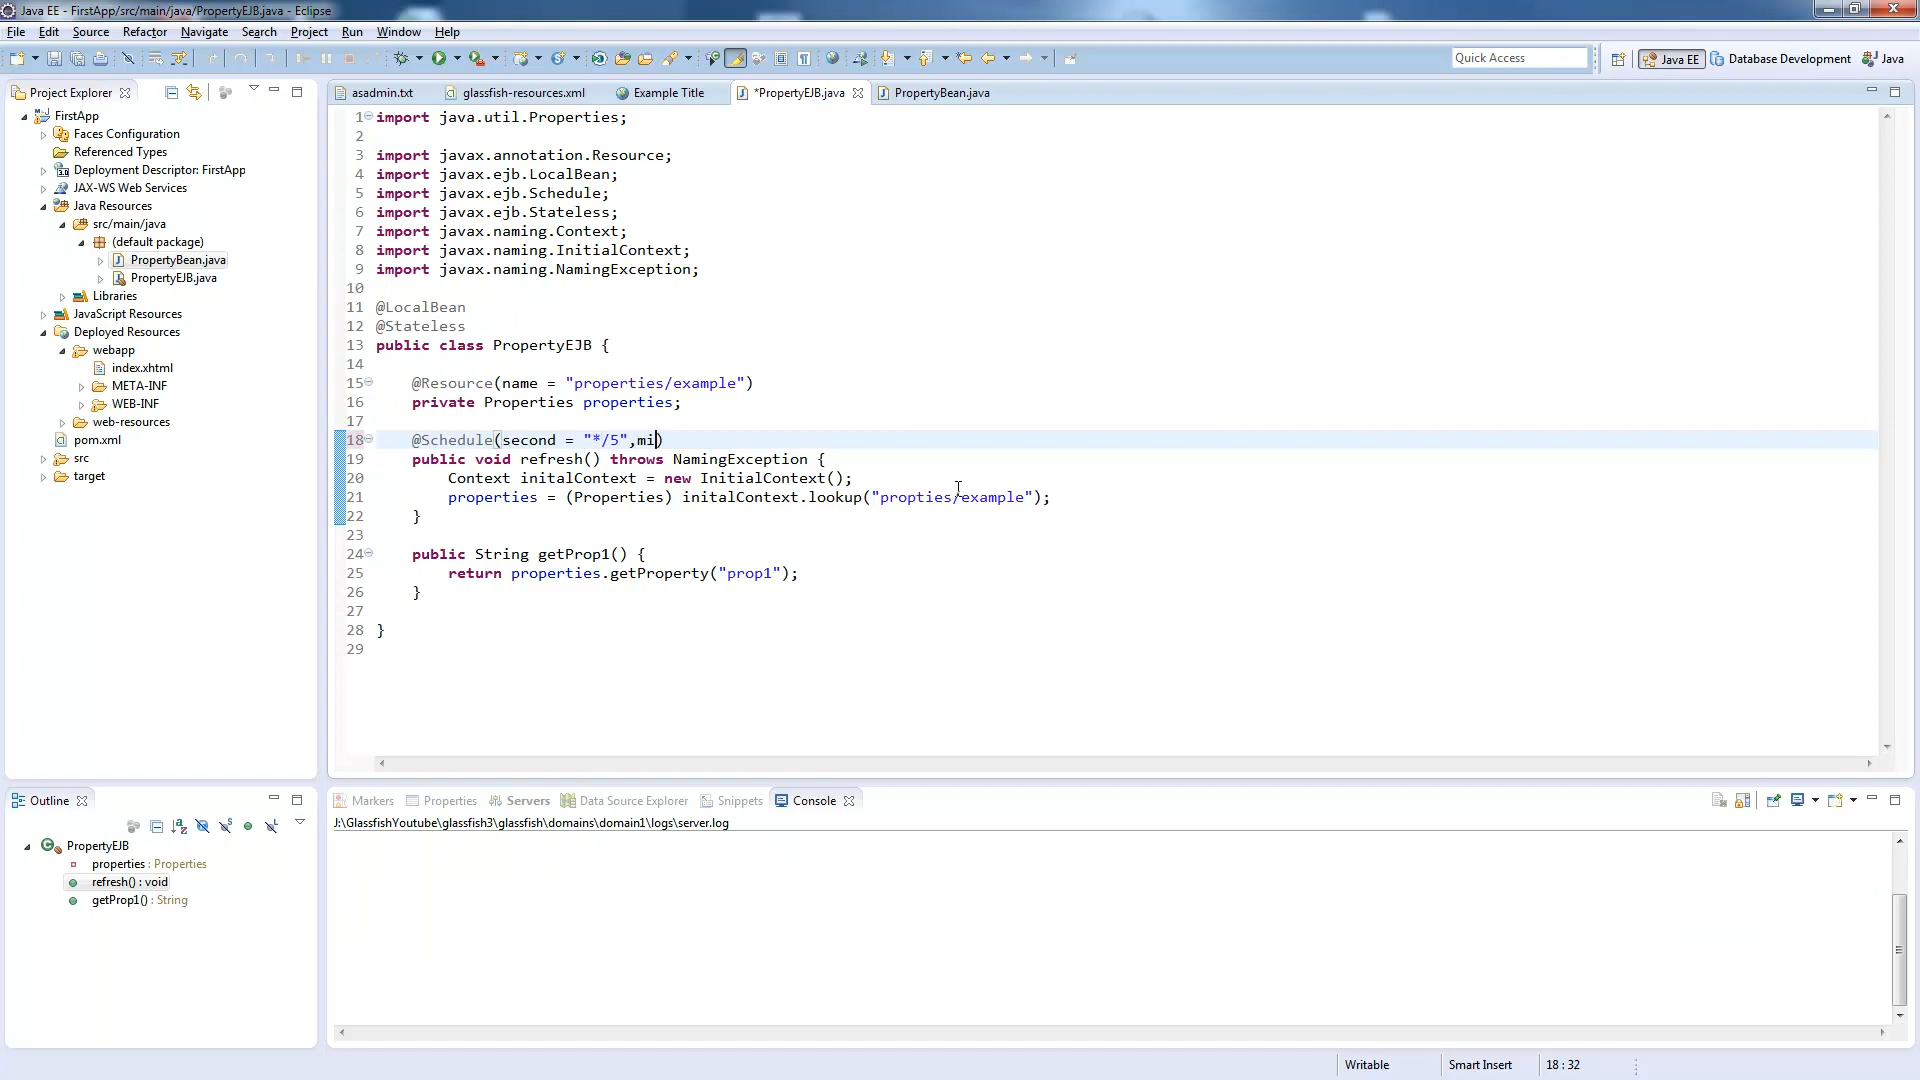 Java EE - FirstApp/src/main/java/PropertyEJB.java - Eclipse
File Edit Source Refactor Navigate Search Project Run Window Help
Quick Access
Java EE
Database Development
Java
Project Explorer
FirstApp
Faces Configuration
Referenced Types
Deployment Descriptor: FirstApp
JAX-WS Web Services
Java Resources
src/main/java
(default package)
PropertyBean.java
PropertyEJB.java
Libraries
JavaScript Resources
Deployed Resources
webapp
index.xhtml
META-INF
WEB-INF
web-resources
pom.xml
src
target
asadmin.txt glassfish-resources.xml Example Title *PropertyEJB.java PropertyBean.java
1 import java.util.Properties;
2
3 import javax.annotation.Resource;
4 import javax.ejb.LocalBean;
5 import javax.ejb.Schedule;
6 import javax.ejb.Stateless;
7 import javax.naming.Context;
8 import javax.naming.InitialContext;
9 import javax.naming.NamingException;
10
11 @LocalBean
12 @Stateless
13 public class PropertyEJB {
14
15 @Resource(name = "properties/example")
16 private Properties properties;
17
18 @Schedule(second = "*/5",mi)
19 public void refresh() throws NamingException {
20 Context initalContext = new InitialContext();
21 properties = (Properties) initalContext.lookup("propties/example");
22 }
23
24 public String getProp1() {
25 return properties.getProperty("prop1");
26 }
27
28 }
29
Outline
PropertyEJB
properties : Properties
refresh() : void
getProp1() : String
Markers Properties Servers Data Source Explorer Snippets Console
J:\GlassfishYoutube\glassfish3\glassfish\domains\domain1\logs\server.log
Writable Smart Insert 18 : 32